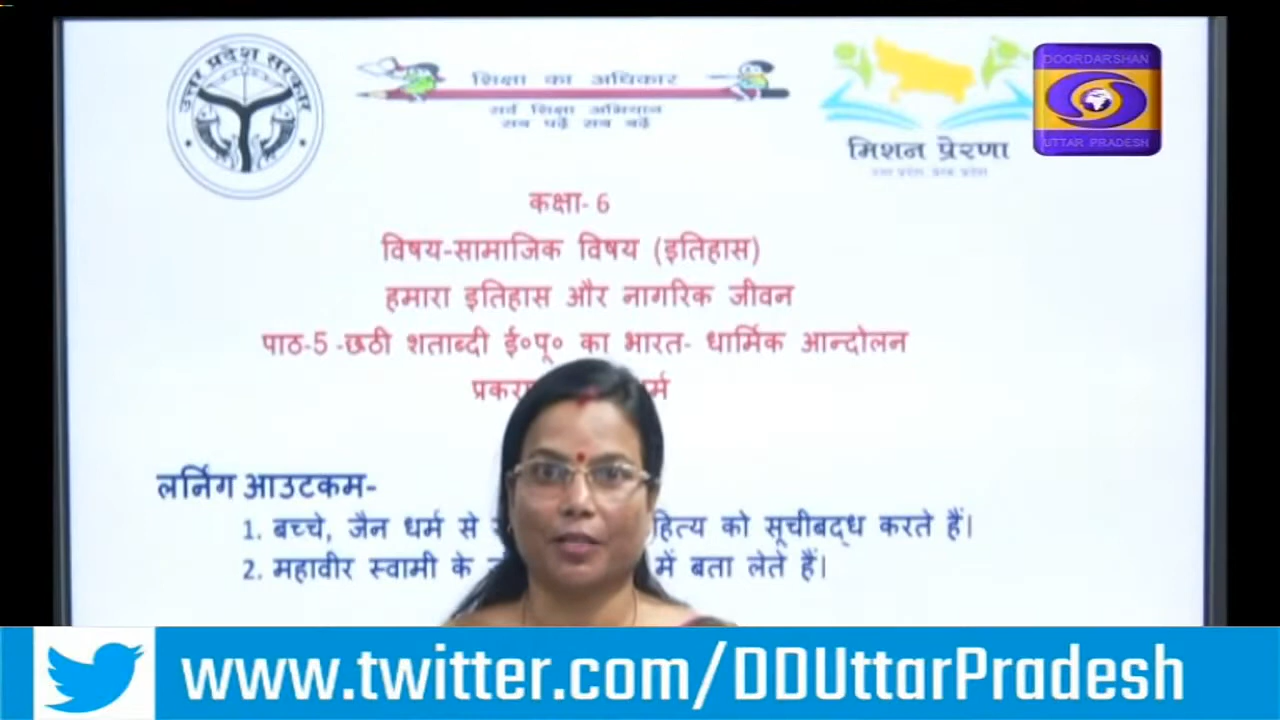 उत्तर प्रदेश सरकार
शिक्षा का अधिकार
सर्व शिक्षा अभियान
सब पढ़ें सब बढ़ें
मिशन प्रेरणा
DOORDARSHAN
UTTAR PRADESH
कक्षा- 6
विषय-सामाजिक विषय (इतिहास)
हमारा इतिहास और नागरिक जीवन
पाठ-5 -छठी शताब्दी ई०पू० का भारत- धार्मिक आन्दोलन
लर्निंग आउटकम-
1. बच्चे, जैन धर्म से को सूचीबद्ध करते हैं।
2. महावीर स्वामी के में बता लेते हैं।
www.twitter.com/DDUttarPradesh